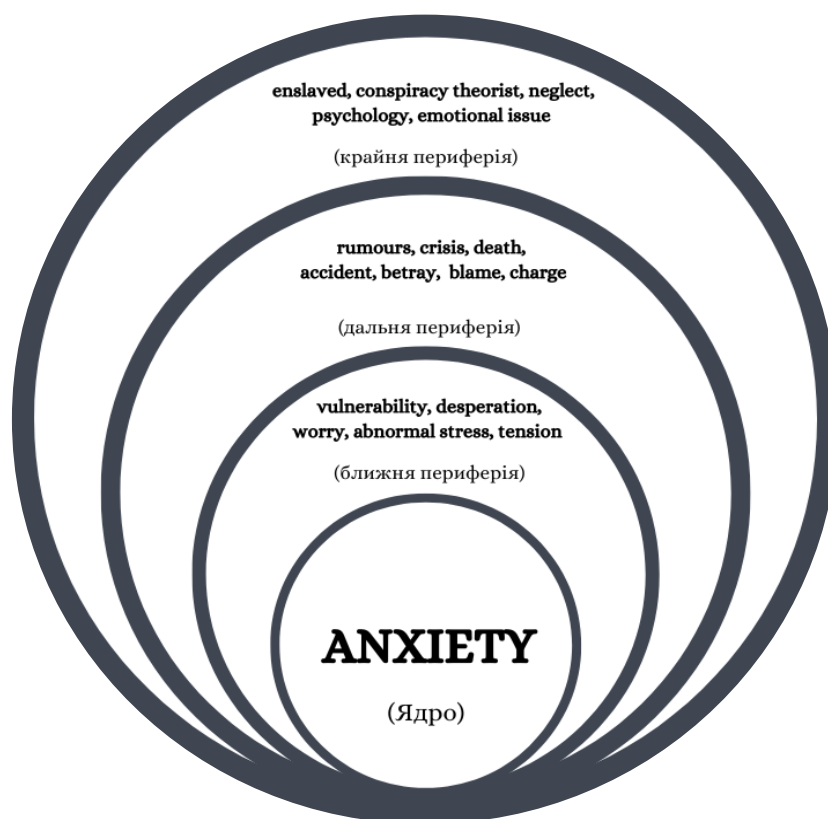 enslaved, conspiracy theorist, neglect,
psychology, emotional issue
(крайня периферія)
rumours, crisis, death,
accident, betray, blame, charge
(дальня периферія)
vulnerability, desperation,
worry, abnormal stress, tension
(ближня периферія)
ANXIETY
(Ядро)